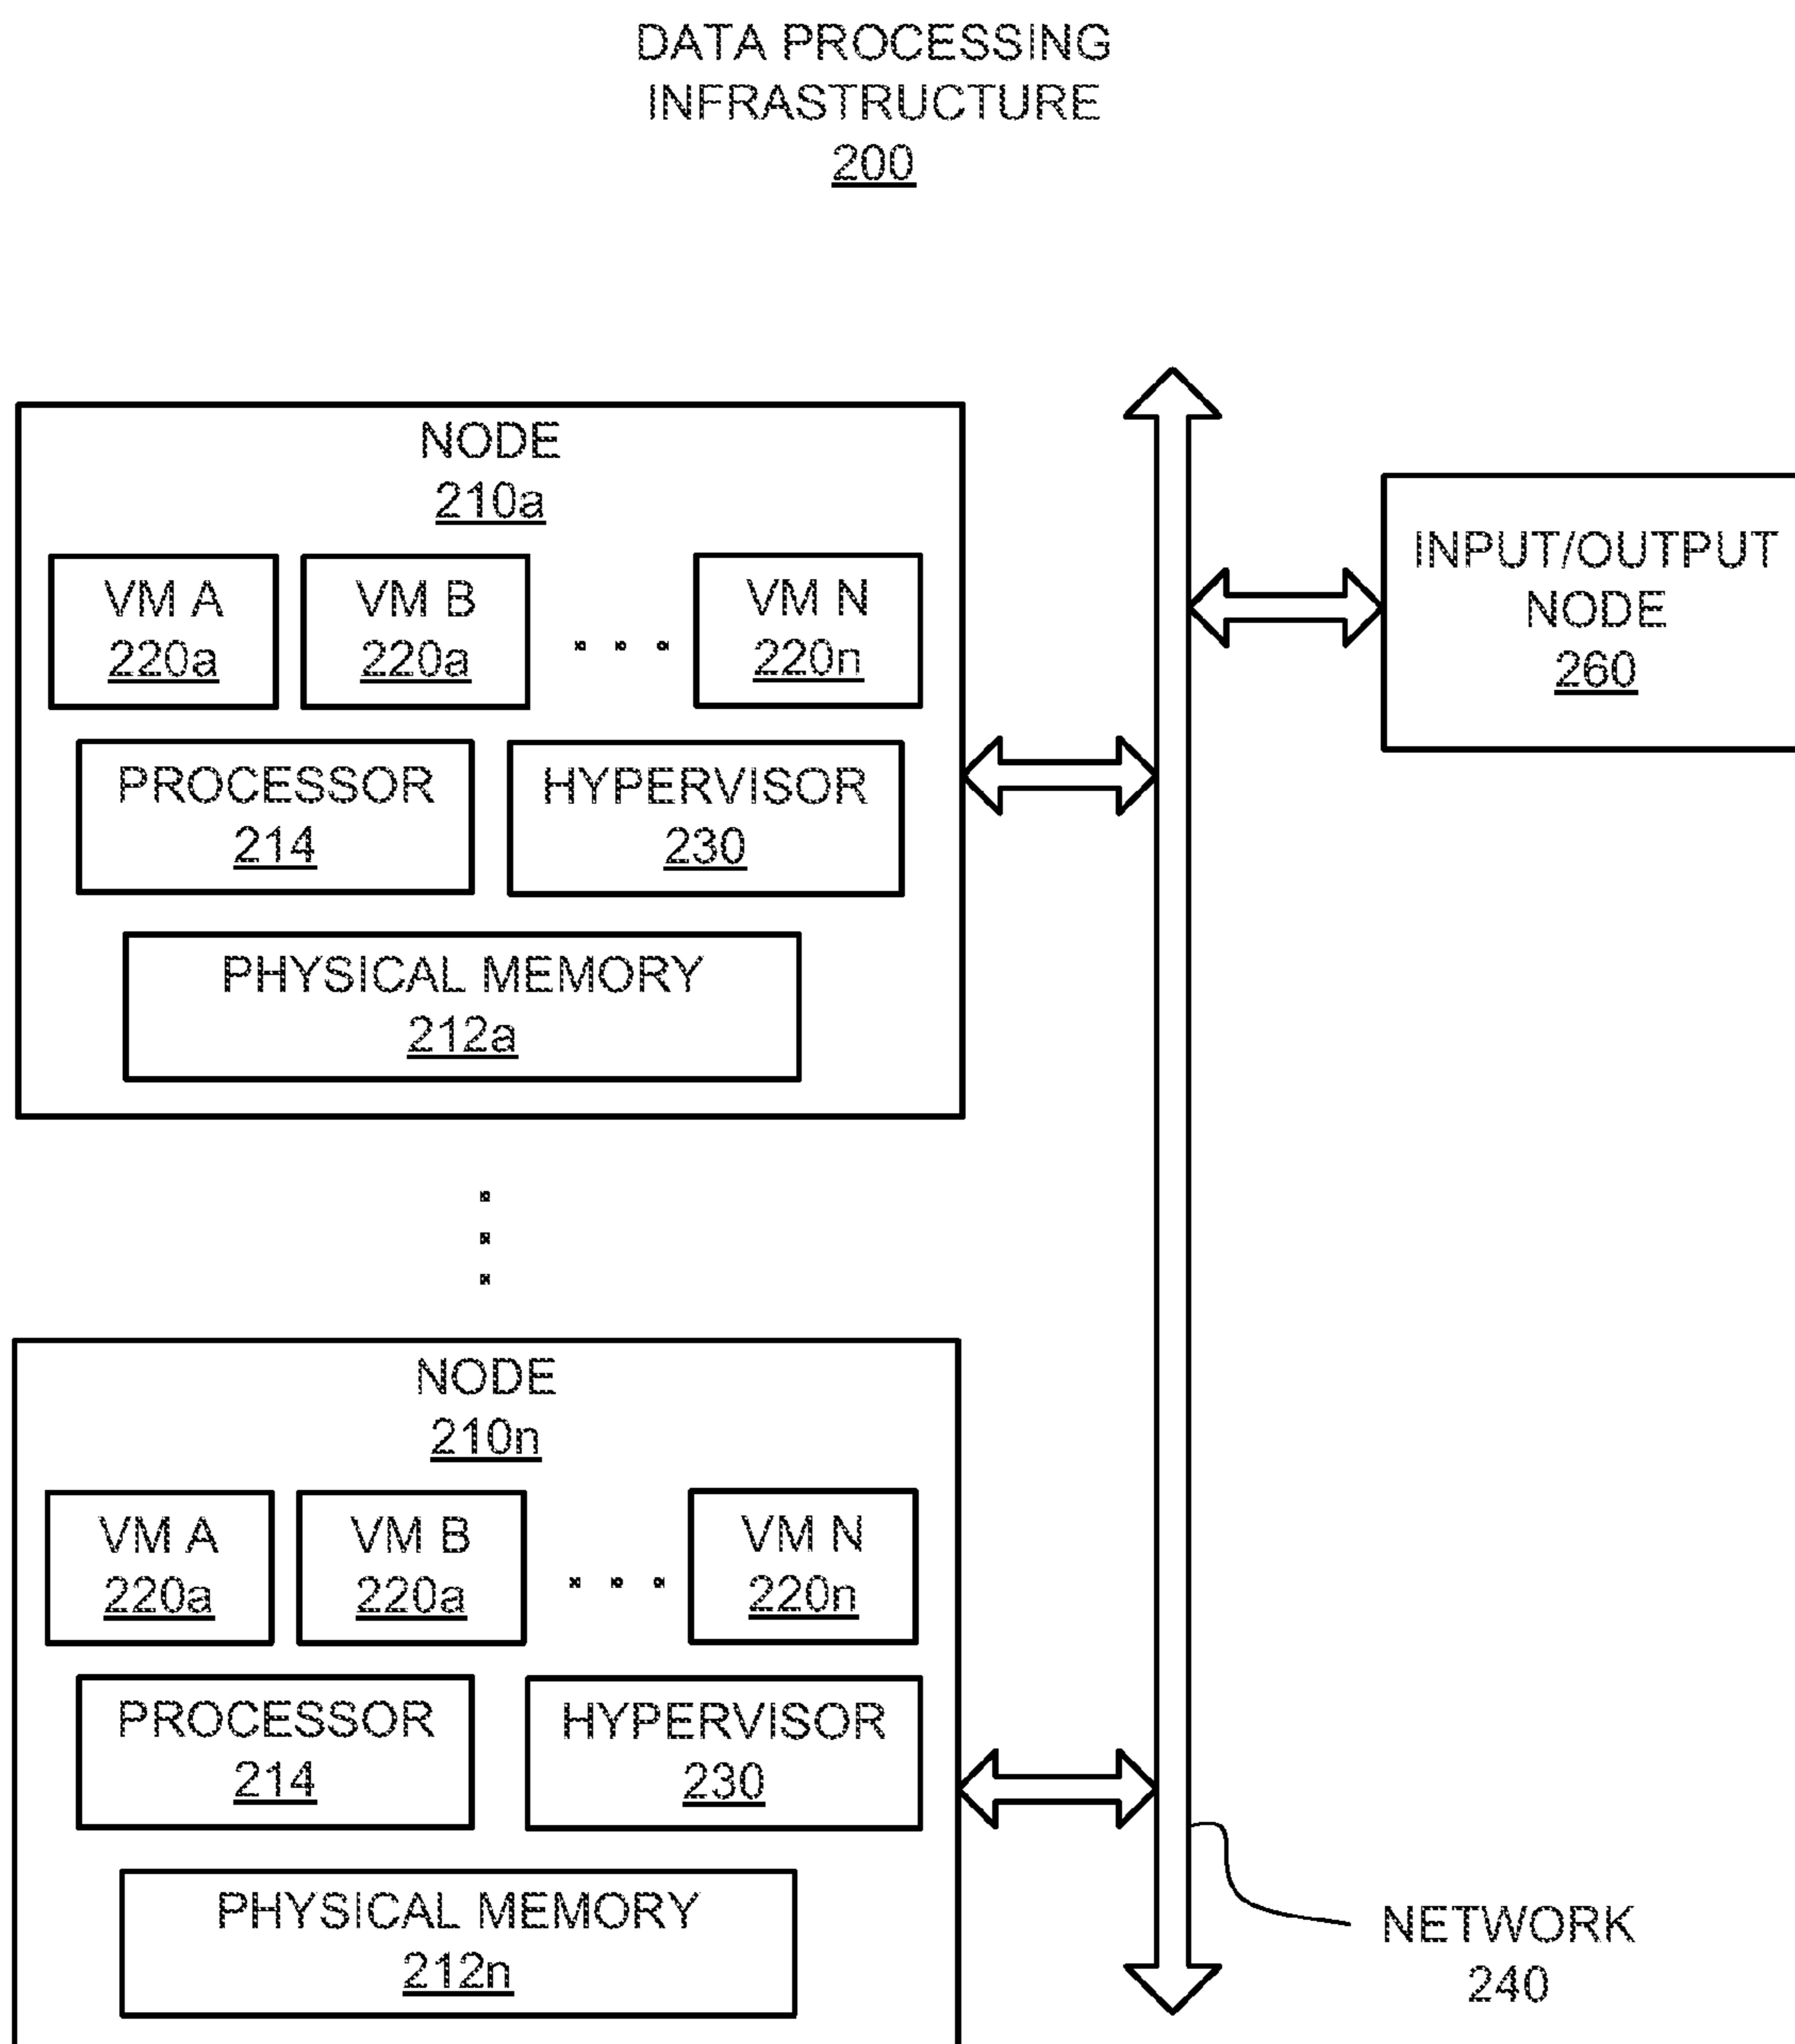 DATA PROCESSING
INFRASTRUCTURE
200
NODE
210a
VM A
220a
VM B
220a
. . .
VM N
220n
PROCESSOR
214
HYPERVISOR
230
PHYSICAL MEMORY
212a
INPUT/OUTPUT
NODE
260
NODE
210n
VM A
220a
VM B
220a
. . .
VM N
220n
PROCESSOR
214
HYPERVISOR
230
PHYSICAL MEMORY
212n
NETWORK
240